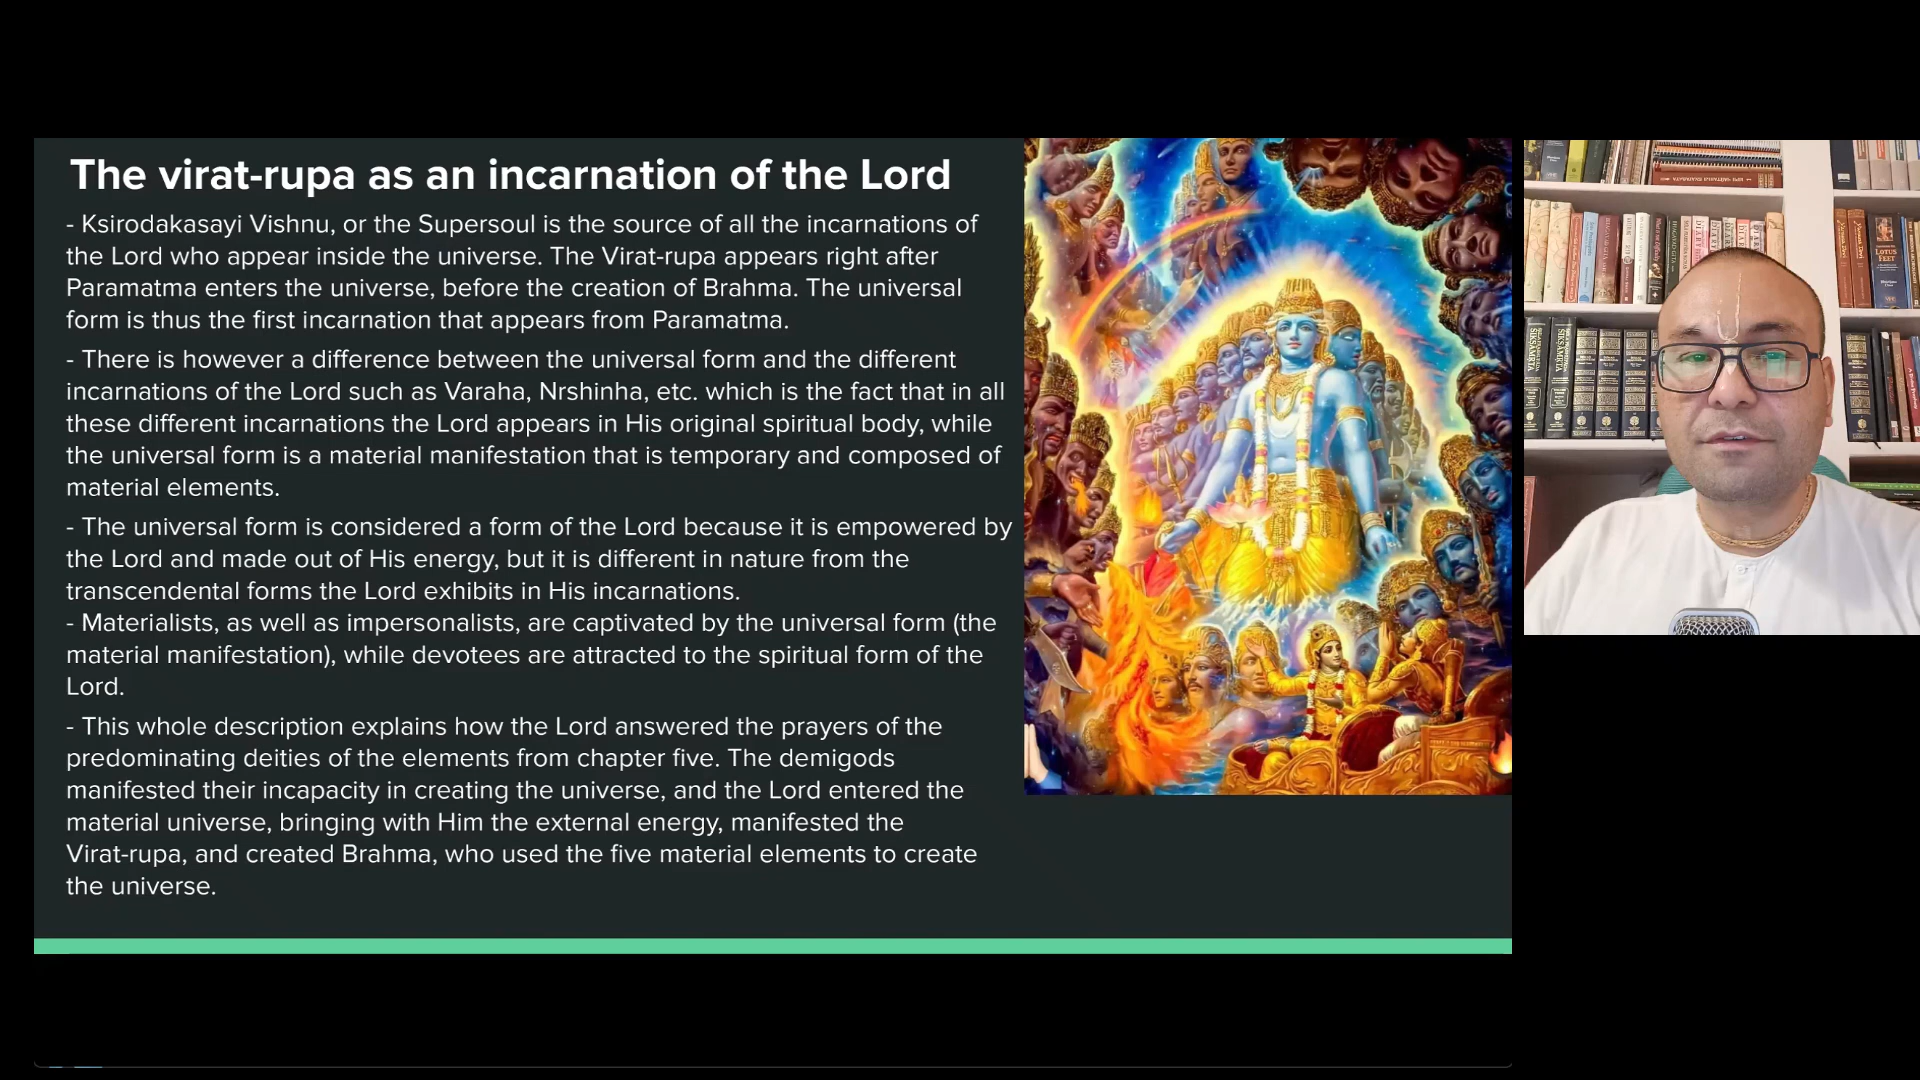 The virat-rupa as an incarnation of the Lord
- Ksirodakasayi Vishnu, or the Supersoul is the source of all the incarnations of
the Lord who appear inside the universe. The Virat-rupa appears right after
Paramatma enters the universe, before the creation of Brahma. The universal
form is thus the first incarnation that appears from Paramatma.
- There is however a difference between the universal form and the different
incarnations of the Lord such as Varaha, Nrshinha, etc. which is the fact that in all
these different incarnations the Lord appears in His original spiritual body, while
the universal form is a material manifestation that is temporary and composed of
material elements.
- The universal form is considered a form of the Lord because it is empowered by
the Lord and made out of His energy, but it is different in nature from the
transcendental forms the Lord exhibits in His incarnations.
- Materialists, as well as impersonalists, are captivated by the universal form (the
material manifestation), while devotees are attracted to the spiritual form of the
Lord.
- This whole description explains how the Lord answered the prayers of the
predominating deities of the elements from chapter five. The demigods
manifested their incapacity in creating the universe, and the Lord entered the
material universe, bringing with Him the external energy, manifested the
Virat-rupa, and created Brahma, who used the five material elements to create
the universe.
LOTUS
FEET